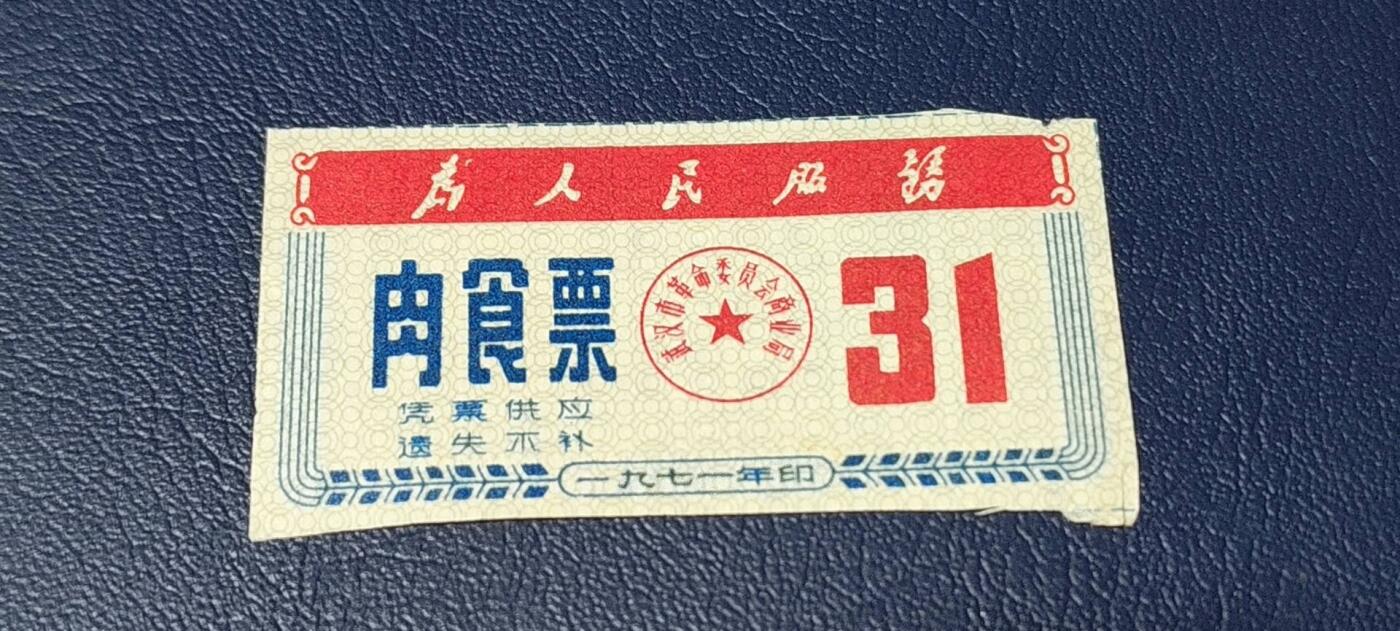 为人民服务
肉食票
武汉市革命委员会商业局
31
凭票供应
遗失不补
一九七一年印